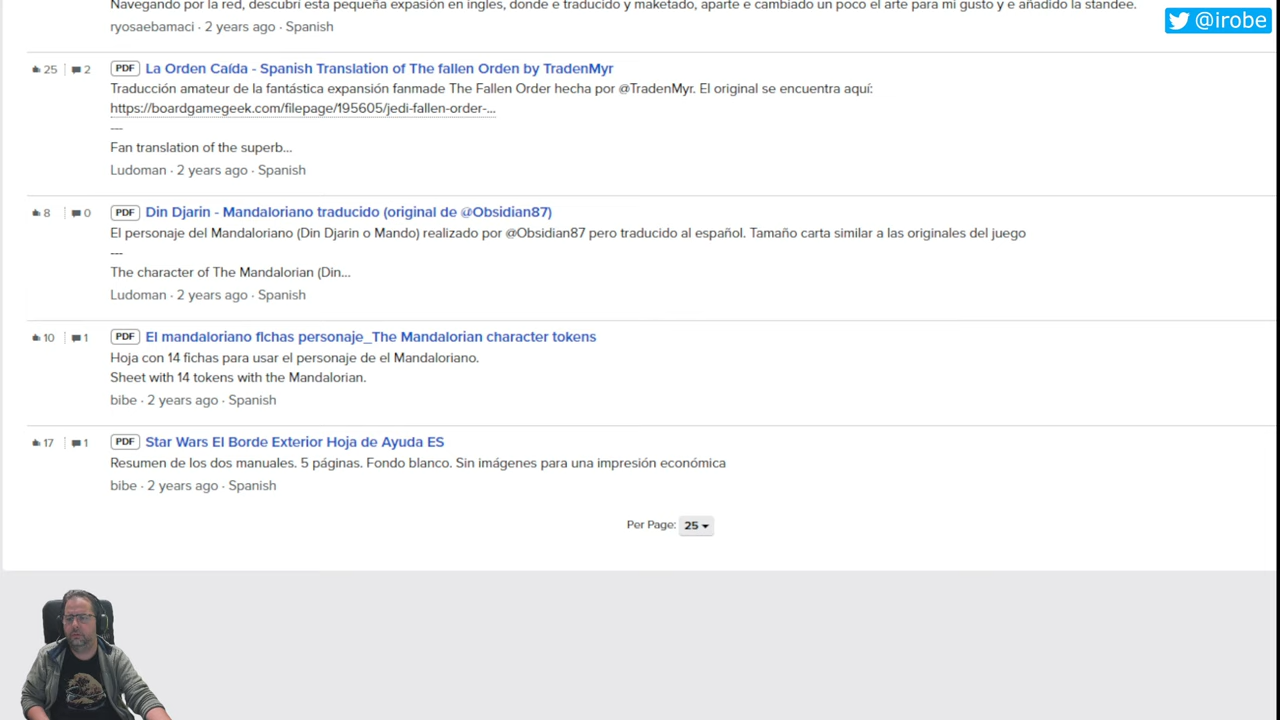 Navegando por la red, descubrí esta pequeña expasión en ingles, donde e traducido y maketado, aparte e cambiado un poco el arte para mi gusto y e añadido la standee.
@irobe
ryosaebamaci · 2 years ago · Spanish
25 2 PDF La Orden Caída - Spanish Translation of The fallen Orden by TradenMyr
Traducción amateur de la fantástica expansión fanmade The Fallen Order hecha por @TradenMyr. El original se encuentra aquí:
https://boardgamegeek.com/filepage/195605/jedi-fallen-order-...
---
Fan translation of the superb...
Ludoman · 2 years ago · Spanish
8 0 PDF Din Djarin - Mandaloriano traducido (original de @Obsidian87)
El personaje del Mandaloriano (Din Djarin o Mando) realizado por @Obsidian87 pero traducido al español. Tamaño carta similar a las originales del juego
---
The character of The Mandalorian (Din...
Ludoman · 2 years ago · Spanish
10 1 PDF El mandaloriano fichas personaje_The Mandalorian character tokens
Hoja con 14 fichas para usar el personaje de el Mandaloriano.
Sheet with 14 tokens with the Mandalorian.
bibe · 2 years ago · Spanish
17 1 PDF Star Wars El Borde Exterior Hoja de Ayuda ES
Resumen de los dos manuales. 5 páginas. Fondo blanco. Sin imágenes para una impresión económica
bibe · 2 years ago · Spanish
Per Page: 25